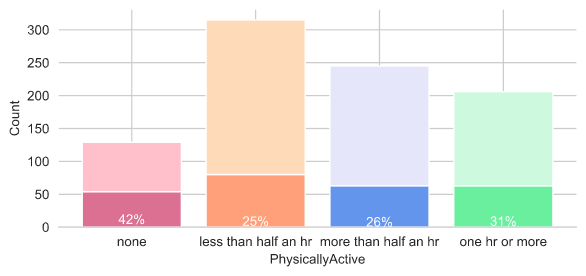 300
250
200
150
100
50
0
Count
42%
25%
26%
31%
none
less than half an hr
more than half an hr
one hr or more
PhysicallyActive